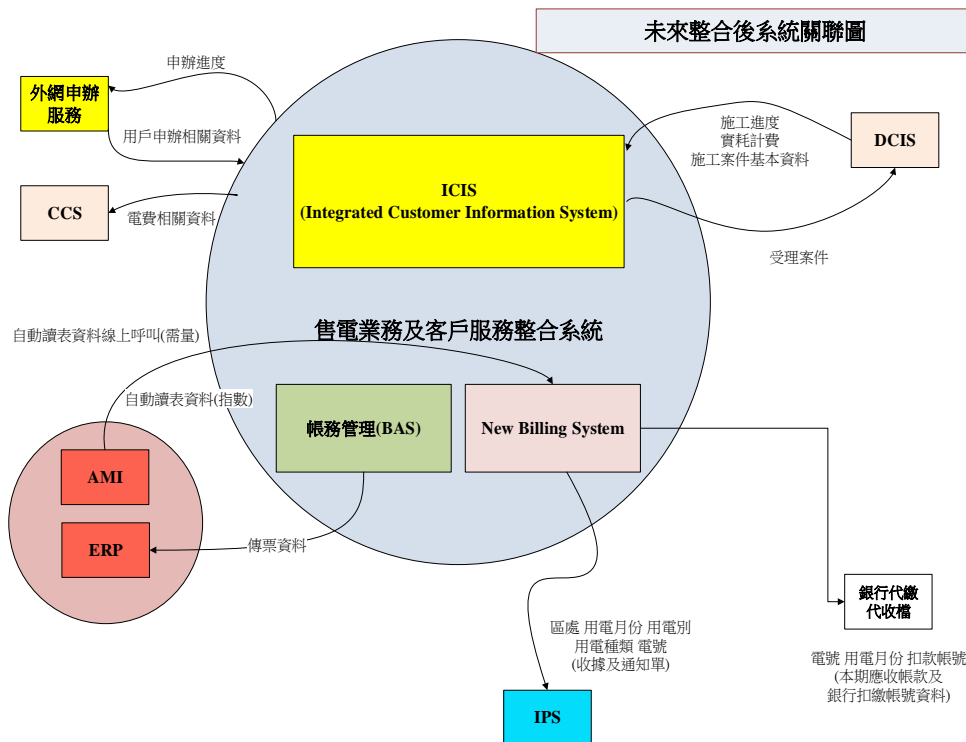 未來整合後系統關聯圖
申辦進度
外網申辦
服務
用戶申辦相關資料
施工進度
實耗計費
施工案件基本資料
DCIS
ICIS
(Integrated Customer Information System)
CCS
電費相關資料
受理案件
售電業務及客戶服務整合系統
自動讀表資料線上呼叫(需量)
自動讀表資料(指數)
帳務管理(BAS)
New Billing System
AMI
ERP
傳票資料
銀行代繳
代收檔
區處 用電月份 用電別
用電種類 電號
(收據及通知單)
電號 用電月份 扣款帳號
(本期應收帳款及
銀行扣繳帳號資料)
IPS